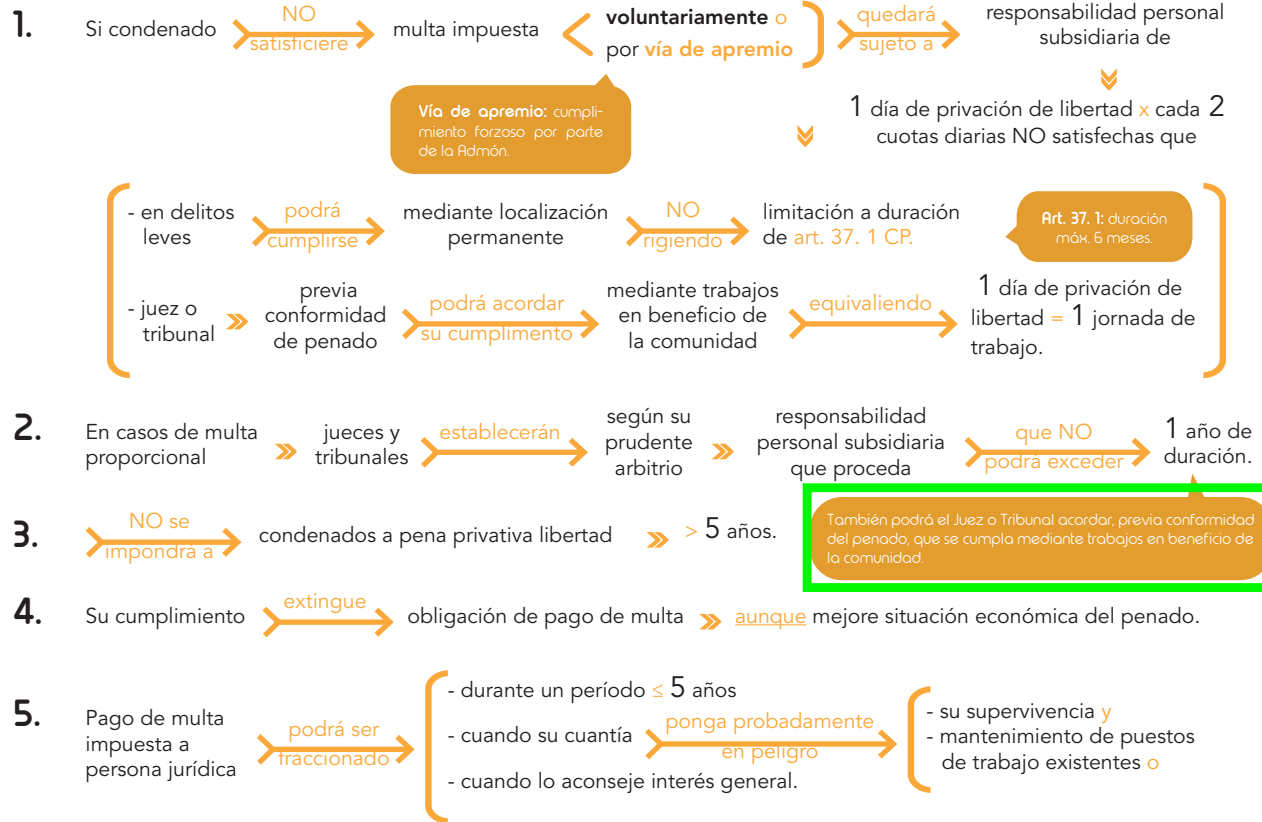 1.
Si condenado
NO
satisficiere
multa impuesta
voluntariamente o
por vía de apremio
quedará
sujeto a
responsabilidad personal
subsidiaria de
Vía de apremio: cumpli-
miento forzoso por parte
de la Admón.
1 día de privación de libertad x cada 2
cuotas diarias NO satisfechas que
- en delitos
leves
podrá
cumplirse
mediante localización
permanente
NO
rigiendo
limitación a duración
de art. 37. 1 CP.
Art. 37. 1: duración
máx. 6 meses.
- juez o
tribunal
previa
conformidad
de penado
podrá acordar
su cumplimento
mediante trabajos
en beneficio de
la comunidad
equivaliendo
1 día de privación de
libertad = 1 jornada de
trabajo.
2.
En casos de multa
proporcional
jueces y
tribunales
establecerán
según su
prudente
arbitrio
responsabilidad
personal subsidiaria
que proceda
que NO
podrá exceder
1 año de
duración.
También podrá el Juez o Tribunal acordar, previa conformidad
del penado, que se cumpla mediante trabajos en beneficio de
la comunidad.
3.
NO se
impondrá a
condenados a pena privativa libertad
> 5 años.
4.
Su cumplimiento
extingue
obligación de pago de multa
aunque mejore situación económica del penado.
5.
Pago de multa
impuesta a
persona jurídica
podrá ser
fraccionado
- durante un período ≤ 5 años
- cuando su cuantía
ponga probadamente
en peligro
- su supervivencia y
- mantenimiento de puestos
de trabajo existentes o
- cuando lo aconseje interés general.